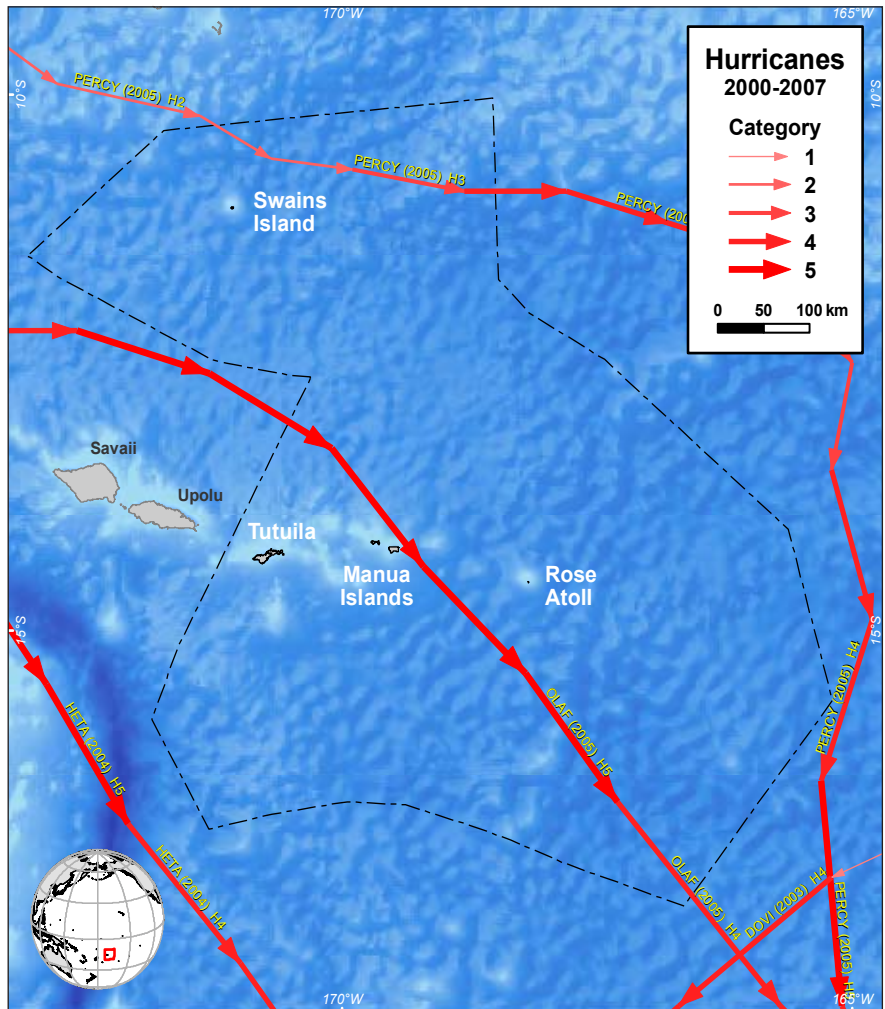 170°W
165°W
10°S
10°S
PERCY (2005) H2
PERCY (2005) H3
Hurricanes
2000-2007
Category
1
2
3
4
5
0 50 100 km
Swains
Island
Savaii
Upolu
Tutuila
Manua
Islands
Rose
Atoll
15°S
15°S
PERCY (2005) H4
OLAF (2005) H5
HETA (2004) H5
HETA (2004) H4
OLAF (2005) H4
DOVI (2003) H4
PERCY (2005)
170°W
165°W